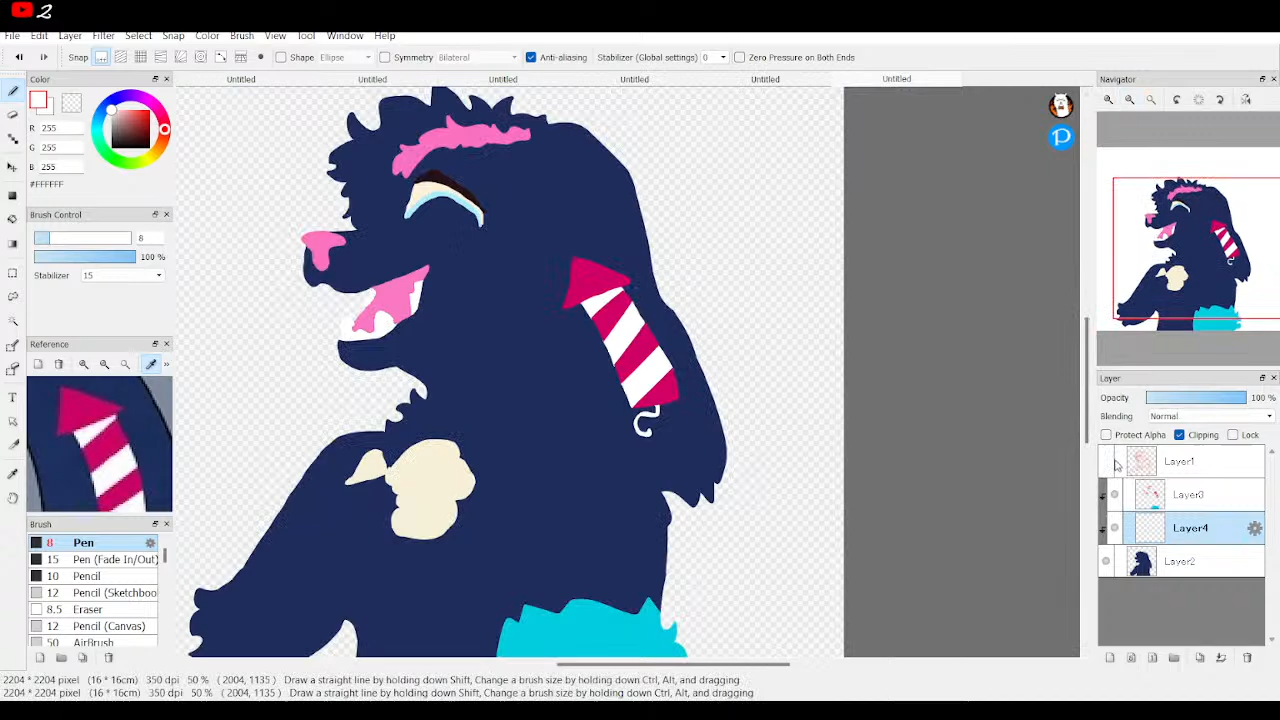 2
File Edit Layer Filter Select Snap Color Brush View Tool Window Help
Snap Shape Ellipse Symmetry Bilateral Anti-aliasing Stabilizer (Global settings) 0 Zero Pressure on Both Ends
Color Untitled Untitled Untitled Untitled Untitled Untitled Navigator
R 255
G 255
B 255
#FFFFFF
Brush Control
8
100 %
Stabilizer 15
Reference
Layer
Opacity 100 %
Blending Normal
Protect Alpha Clipping Lock
Layer1
Layer3
Layer4
Layer2
Brush
8 Pen
15 Pen (Fade In/Out)
10 Pencil
12 Pencil (Sketchboo
8.5 Eraser
12 Pencil (Canvas)
50 AirBrush
2204 * 2204 pixel (16 * 16cm) 350 dpi 50 % ( 2004, 1135 ) Draw a straight line by holding down Shift, Change a brush size by holding down Ctrl, Alt, and dragging
2204 * 2204 pixel (16 * 16cm) 350 dpi 50 % ( 2004, 1135 ) Draw a straight line by holding down Shift, Change a brush size by holding down Ctrl, Alt, and dragging